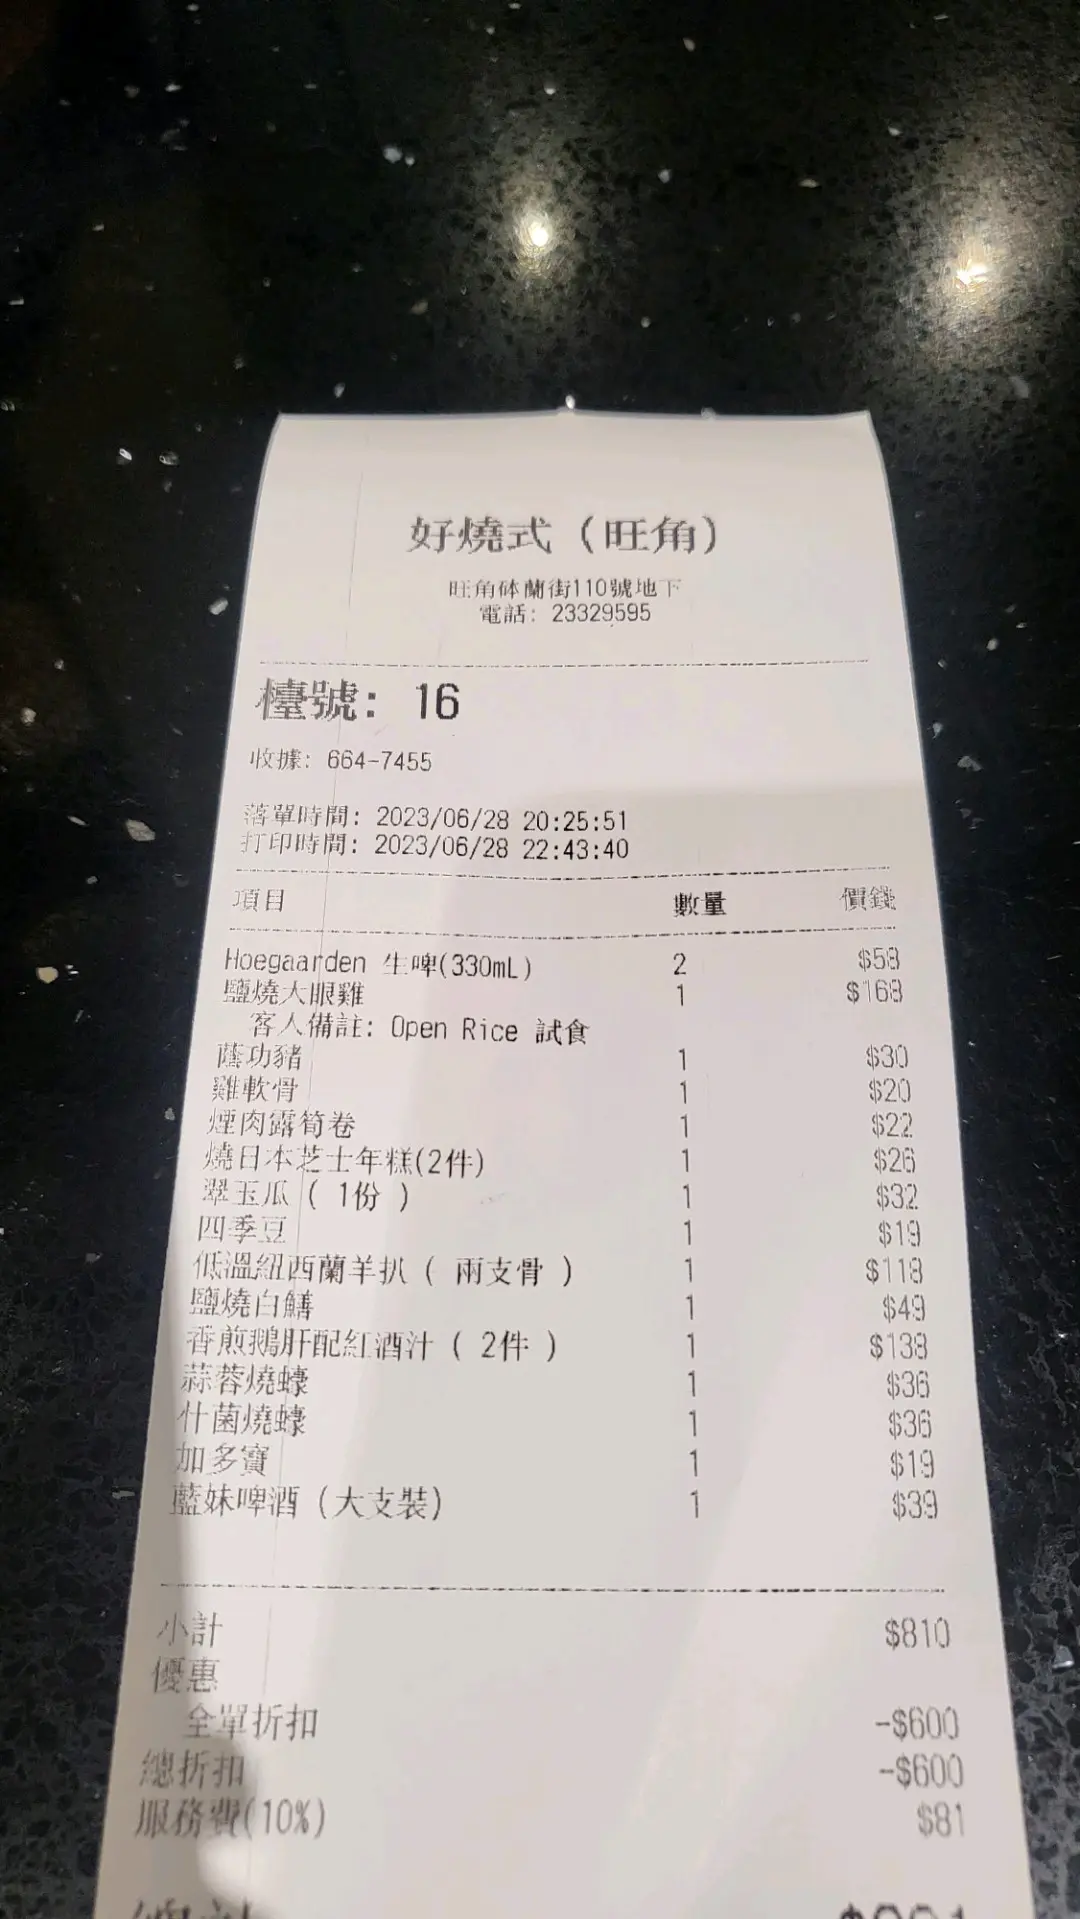 好燒式（旺角）
旺角砵蘭街110號地下
電話: 23329595
檯號: 16
收據: 664-7455
落單時間: 2023/06/28 20:25:51
打印時間: 2023/06/28 22:43:40
項目 數量 價錢
Hoegaarden 生啤(330mL) 2 $58
鹽燒大眼雞 1 $168
客人備註: Open Rice 試食
蔭功豬 1 $30
雞軟骨 1 $20
煙肉露筍卷 1 $22
燒日本芝士年糕(2件) 1 $26
翠玉瓜 ( 1份 ) 1 $32
四季豆 1 $19
低溫紐西蘭羊扒 ( 兩支骨 ) 1 $118
鹽燒白鱔 1 $49
香煎鵝肝配紅酒汁 ( 2件 ) 1 $138
蒜蓉燒蠔 1 $36
什菌燒蠔 1 $36
加多寶 1 $19
藍妹啤酒 (大支裝) 1 $39
小計 $810
優惠
全單折扣 -$600
總折扣 -$600
服務費(10%) $81